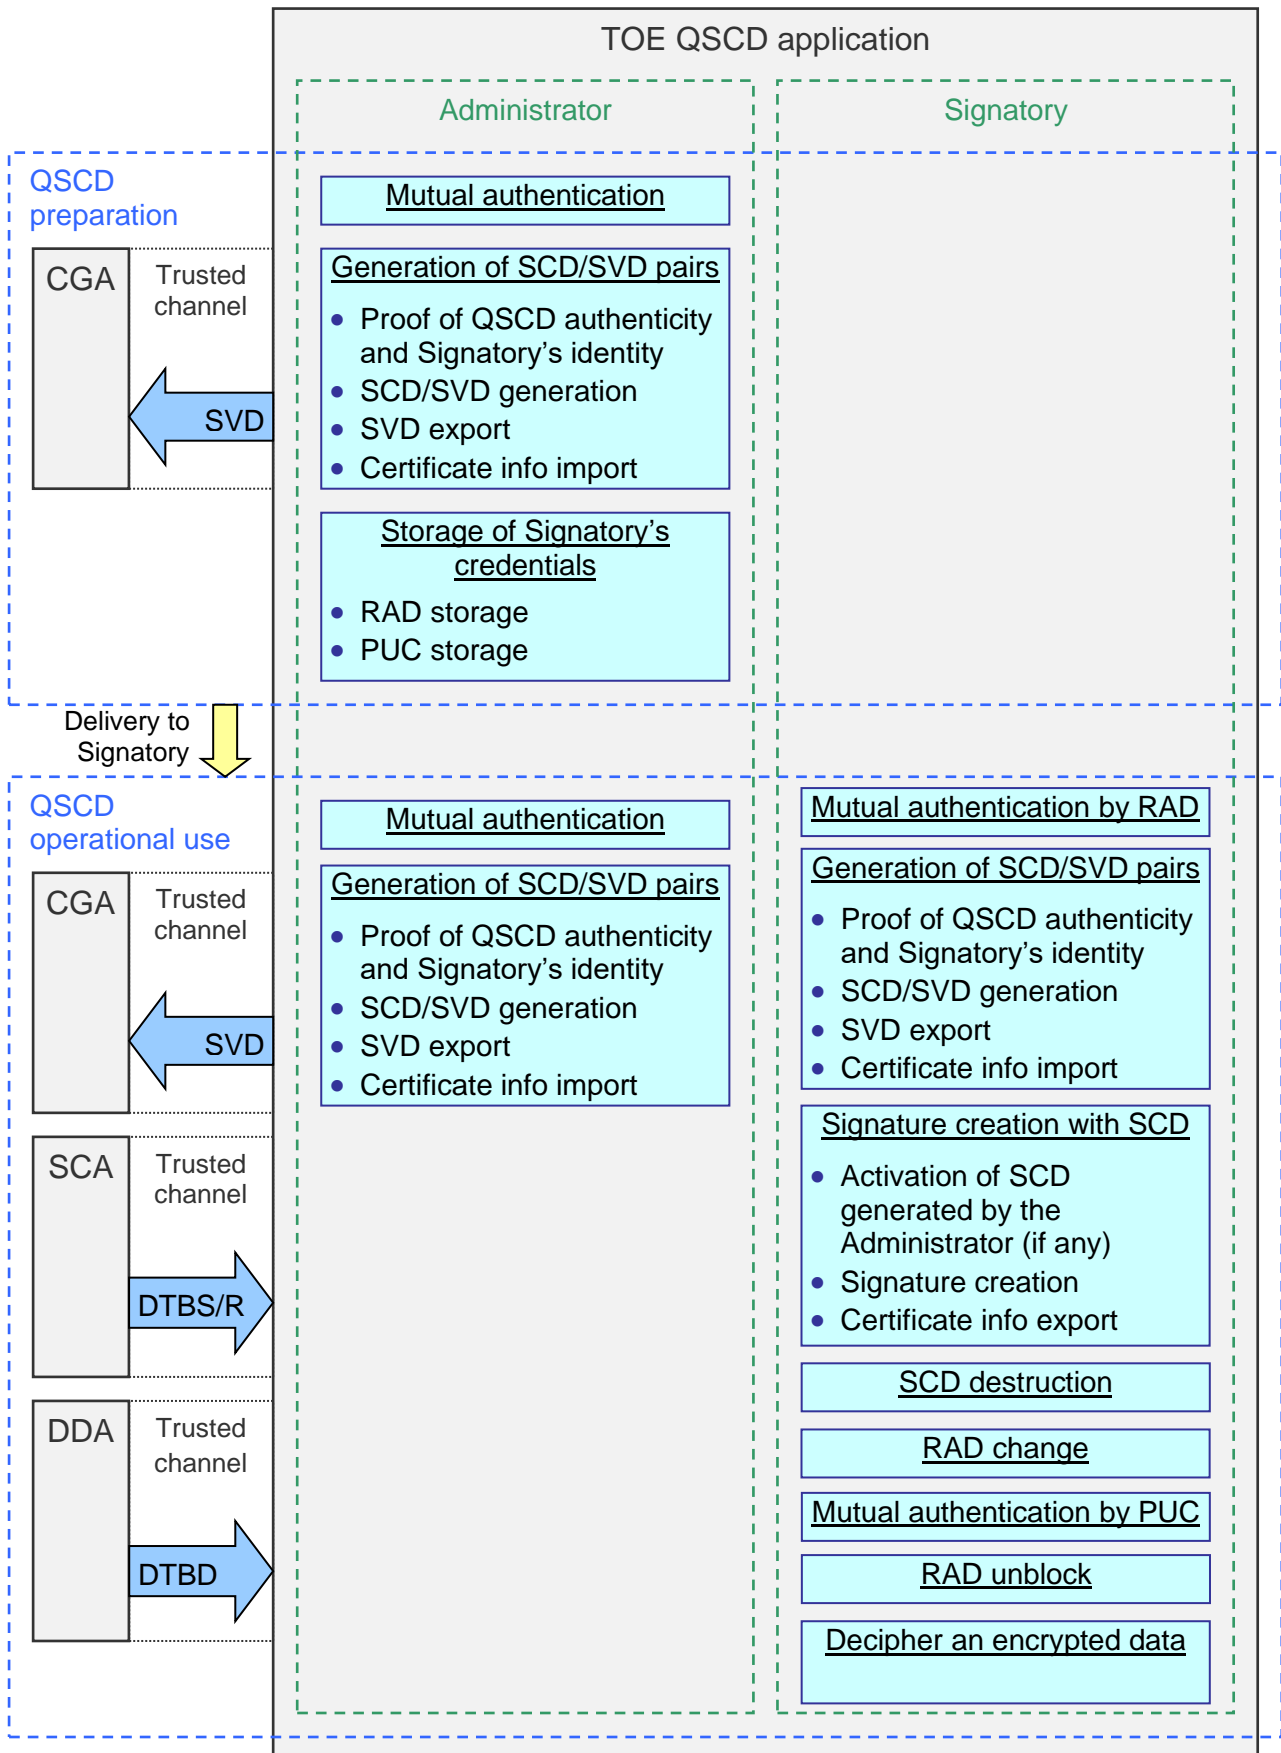 TOE QSCD application
Administrator
Signatory
QSCD
preparation
Mutual authentication
CGA
Trusted
channel
SVD
Generation of SCD/SVD pairs
• Proof of QSCD authenticity
and Signatory’s identity
• SCD/SVD generation
• SVD export
• Certificate info import
Storage of Signatory’s
credentials
• RAD storage
• PUC storage
Delivery to
Signatory
QSCD
operational use
CGA
Trusted
channel
SVD
SCA
Trusted
channel
DTBS/R
DDA
Trusted
channel
DTBD
Mutual authentication
Generation of SCD/SVD pairs
• Proof of QSCD authenticity
and Signatory’s identity
• SCD/SVD generation
• SVD export
• Certificate info import
Mutual authentication by RAD
Generation of SCD/SVD pairs
• Proof of QSCD authenticity
and Signatory’s identity
• SCD/SVD generation
• SVD export
• Certificate info import
Signature creation with SCD
• Activation of SCD
generated by the
Administrator (if any)
• Signature creation
• Certificate info export
SCD destruction
RAD change
Mutual authentication by PUC
RAD unblock
Decipher an encrypted data